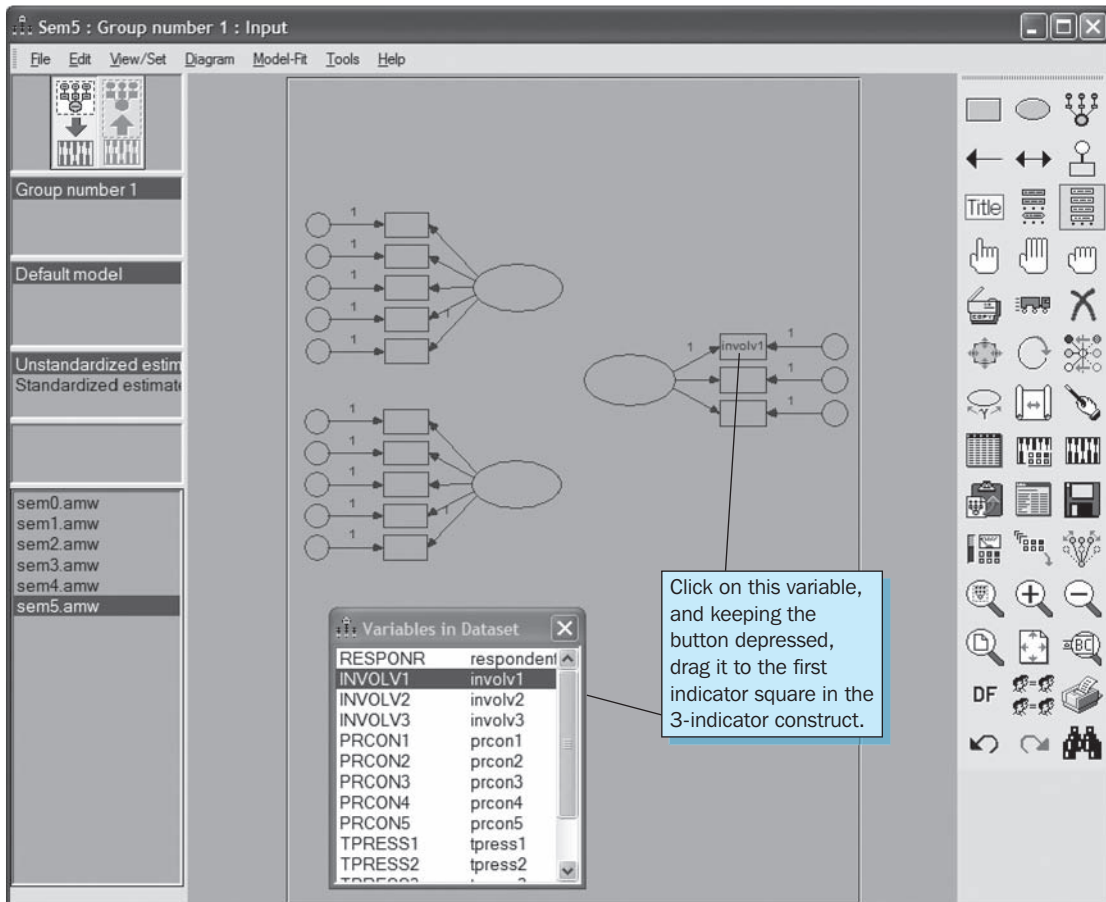 Sem5 : Group number 1 : Input
File Edit View/Set Diagram Model-Fit Tools Help
Group number 1
Default model
Unstandardized estim
Standardized estimate
sem0.amw
sem1.amw
sem2.amw
sem3.amw
sem4.amw
sem5.amw
1
1
1
1
1
1
1
1
1
1
1
1
1
1 involv1 1
1
1
Click on this variable,
and keeping the
button depressed,
drag it to the first
indicator square in the
3-indicator construct.
Variables in Dataset
RESPONR respondent
INVOLV1 involv1
INVOLV2 involv2
INVOLV3 involv3
PRCON1 prcon1
PRCON2 prcon2
PRCON3 prcon3
PRCON4 prcon4
PRCON5 prcon5
TPRESS1 tpress1
TPRESS2 tpress2
Title
COPY
γ
BC
DF